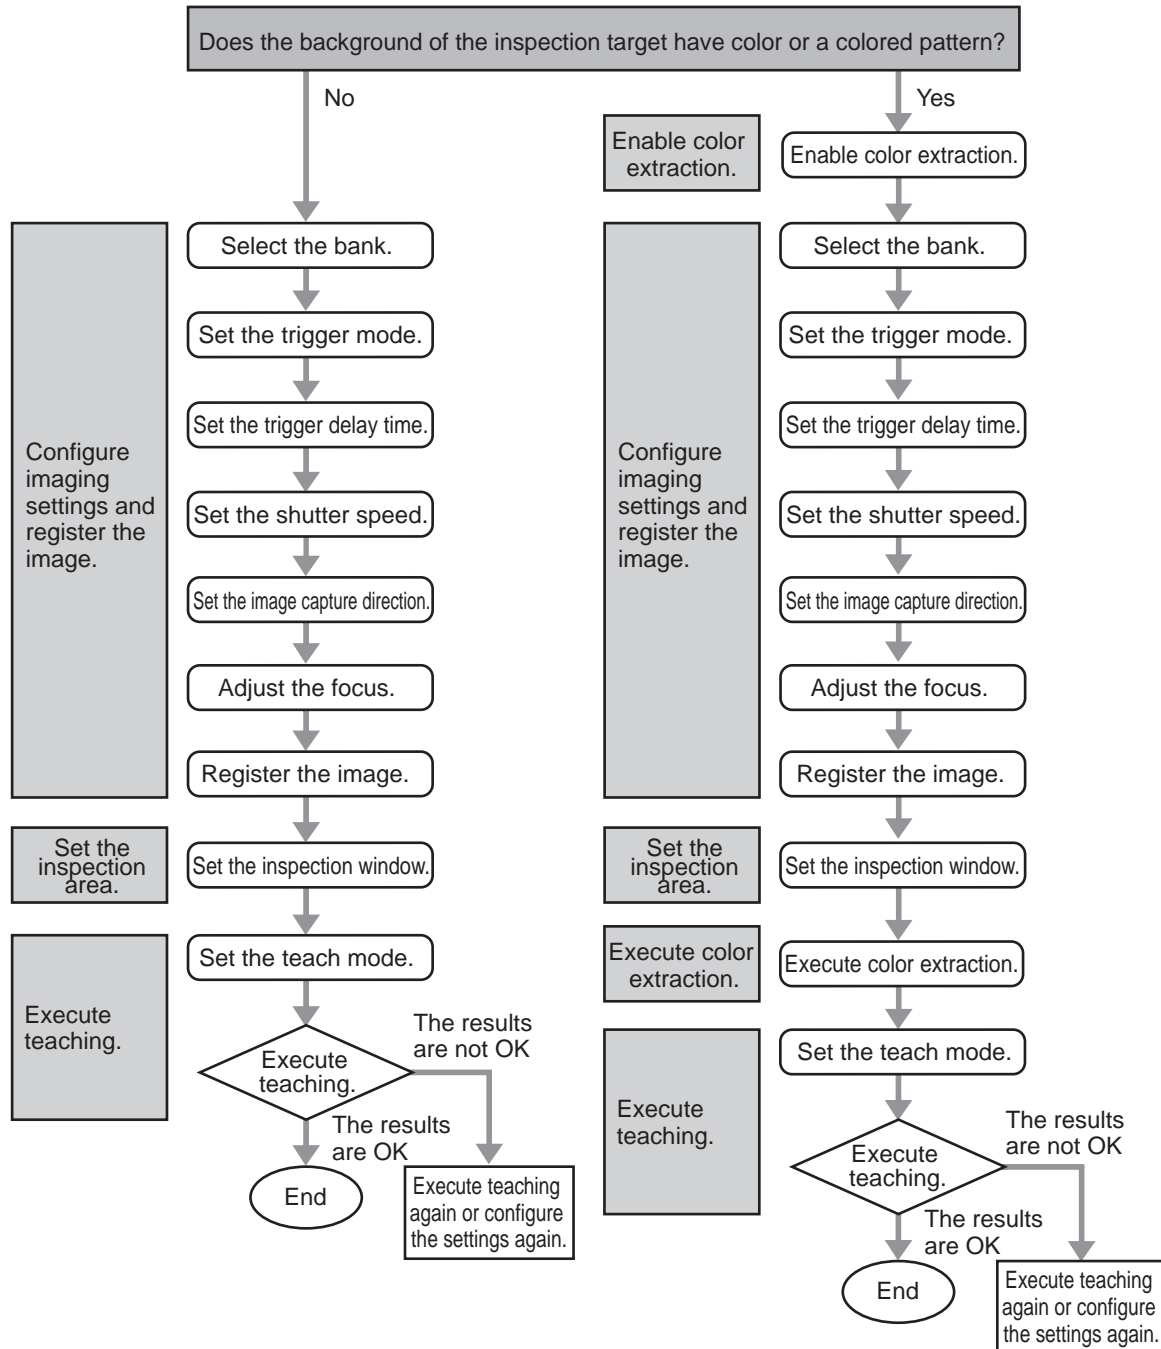 Does the background of the inspection target have color or a colored pattern?
No
Configure
imaging
settings and
register the
image.
Select the bank.
Set the trigger mode.
Set the trigger delay time.
Set the shutter speed.
Set the image capture direction.
Adjust the focus.
Register the image.
Set the
inspection
area.
Set the inspection window.
Execute
teaching.
Set the teach mode.
Execute
teaching.
The results
are not OK
The results
are OK
End
Execute teaching
again or configure
the settings again.
Yes
Enable color
extraction.
Enable color extraction.
Configure
imaging
settings and
register the
image.
Select the bank.
Set the trigger mode.
Set the trigger delay time.
Set the shutter speed.
Set the image capture direction.
Adjust the focus.
Register the image.
Set the
inspection
area.
Set the inspection window.
Execute color
extraction.
Execute color extraction.
Execute
teaching.
Set the teach mode.
Execute
teaching.
The results
are not OK
The results
are OK
End
Execute teaching
again or configure
the settings again.